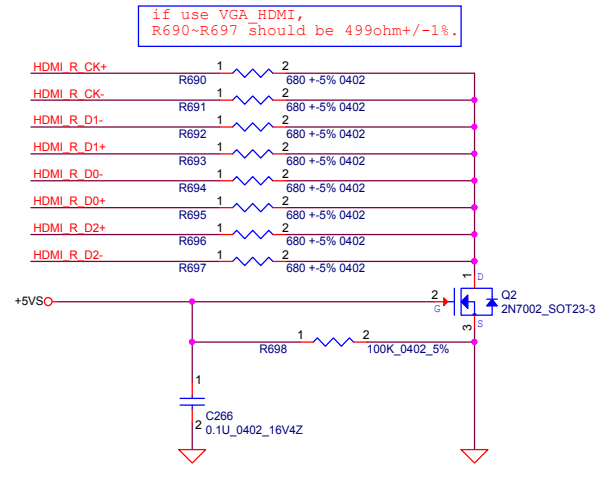 if use VGA_HDMI,
R690~R697 should be 499ohm+/-1%.
HDMI_R_CK+ R690 1 2 680 +-5% 0402
HDMI_R_CK- R691 1 2 680 +-5% 0402
HDMI_R_D1- R692 1 2 680 +-5% 0402
HDMI_R_D1+ R693 1 2 680 +-5% 0402
HDMI_R_D0- R694 1 2 680 +-5% 0402
HDMI_R_D0+ R695 1 2 680 +-5% 0402
HDMI_R_D2+ R696 1 2 680 +-5% 0402
HDMI_R_D2- R697 1 2 680 +-5% 0402
1 D
+5VS 2 G Q2
2N7002_SOT23-3
3 S
R698 1 2 100K_0402_5%
1
C266
2 0.1U_0402_16V4Z